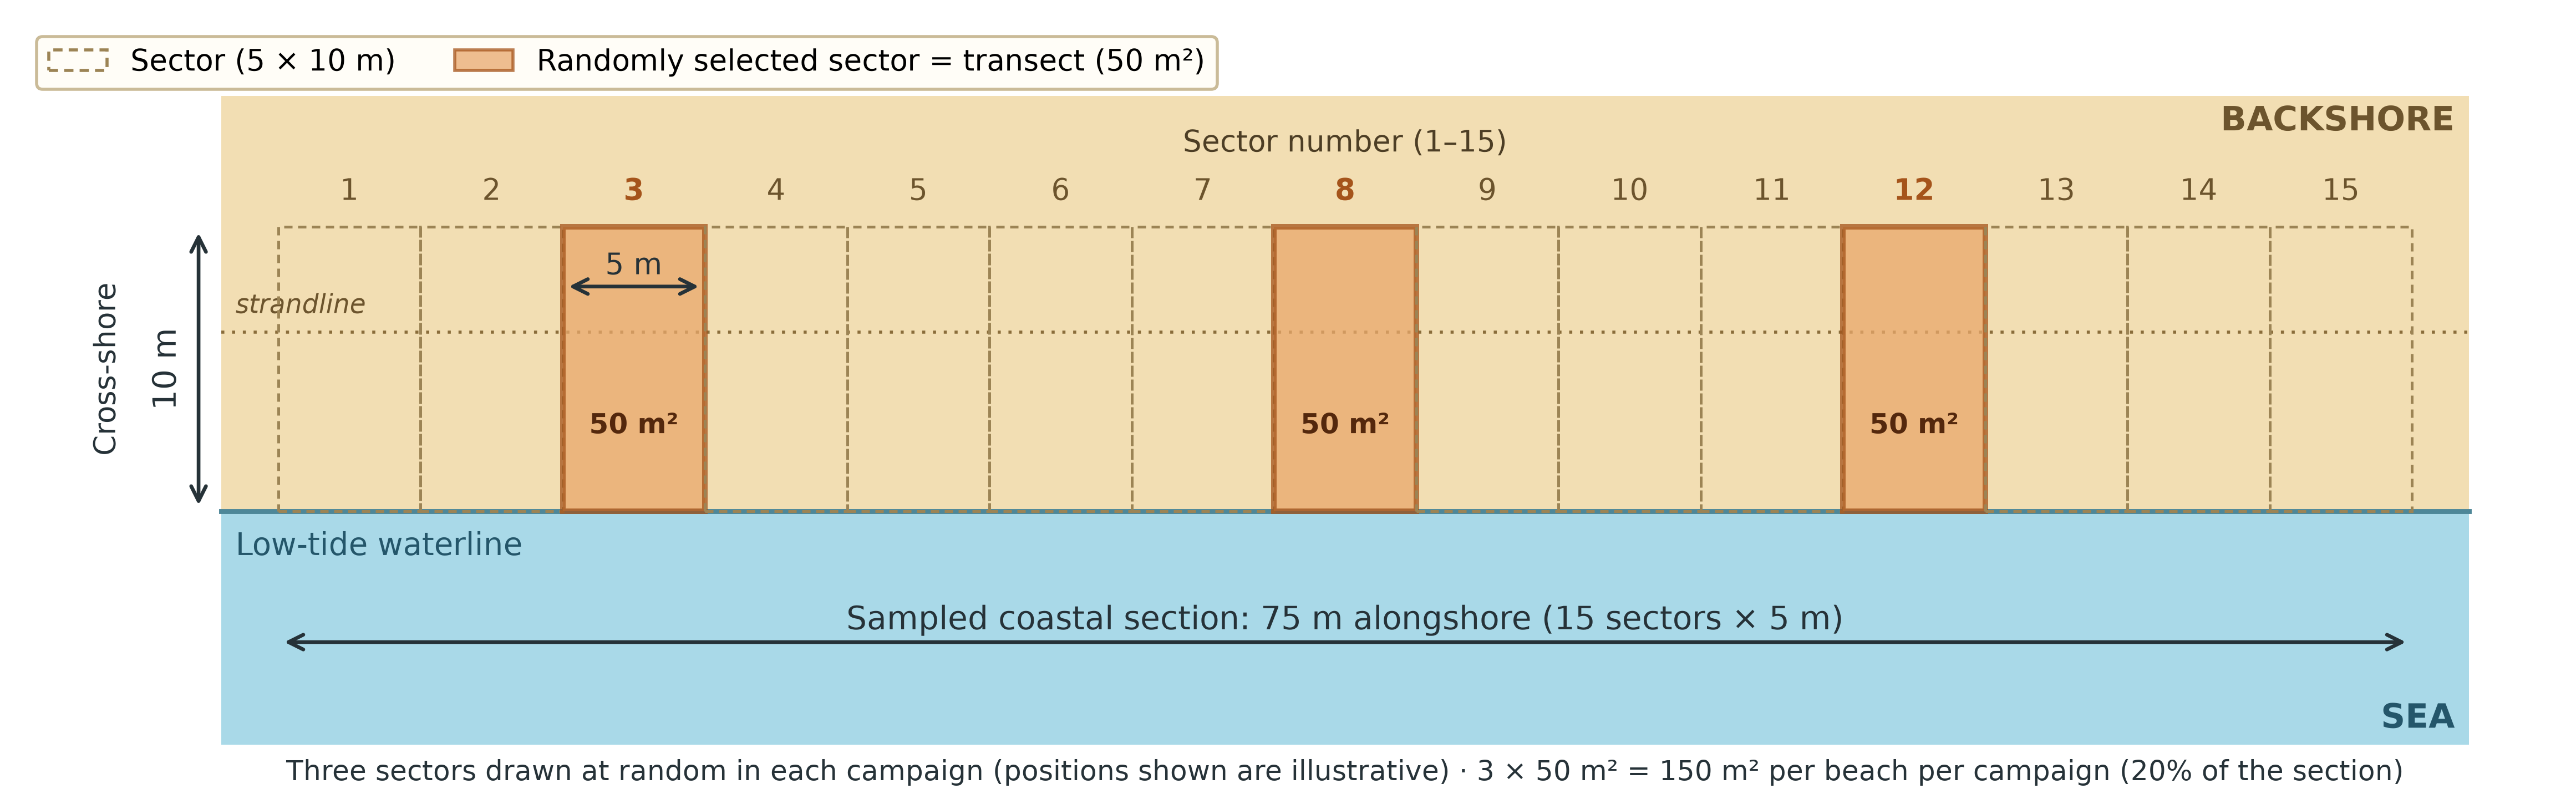 Sector (5 × 10 m)
Randomly selected sector = transect (50 m²)
BACKSHORE
Sector number (1–15)
1 2 3 4 5 6 7 8 9 10 11 12 13 14 15
5 m
strandline
Cross-shore
10 m
50 m² 50 m² 50 m²
Low-tide waterline
Sampled coastal section: 75 m alongshore (15 sectors × 5 m)
SEA
Three sectors drawn at random in each campaign (positions shown are illustrative) · 3 × 50 m² = 150 m² per beach per campaign (20% of the section)